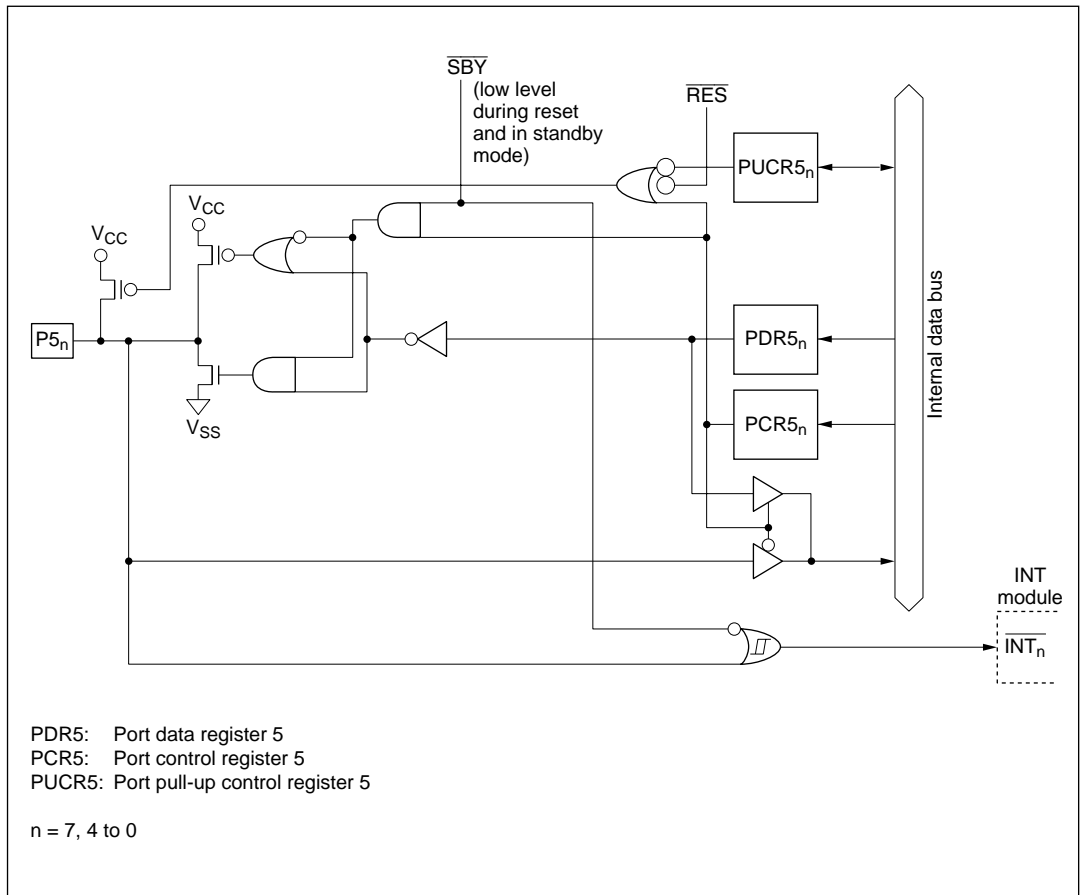 SBY
(low level
during reset
and in standby
mode)
RES
PUCR5n
VCC
VCC
P5n
PDR5n
VSS
PCR5n
Internal data bus
INT
module
INTn
PDR5: Port data register 5
PCR5: Port control register 5
PUCR5: Port pull-up control register 5
n = 7, 4 to 0